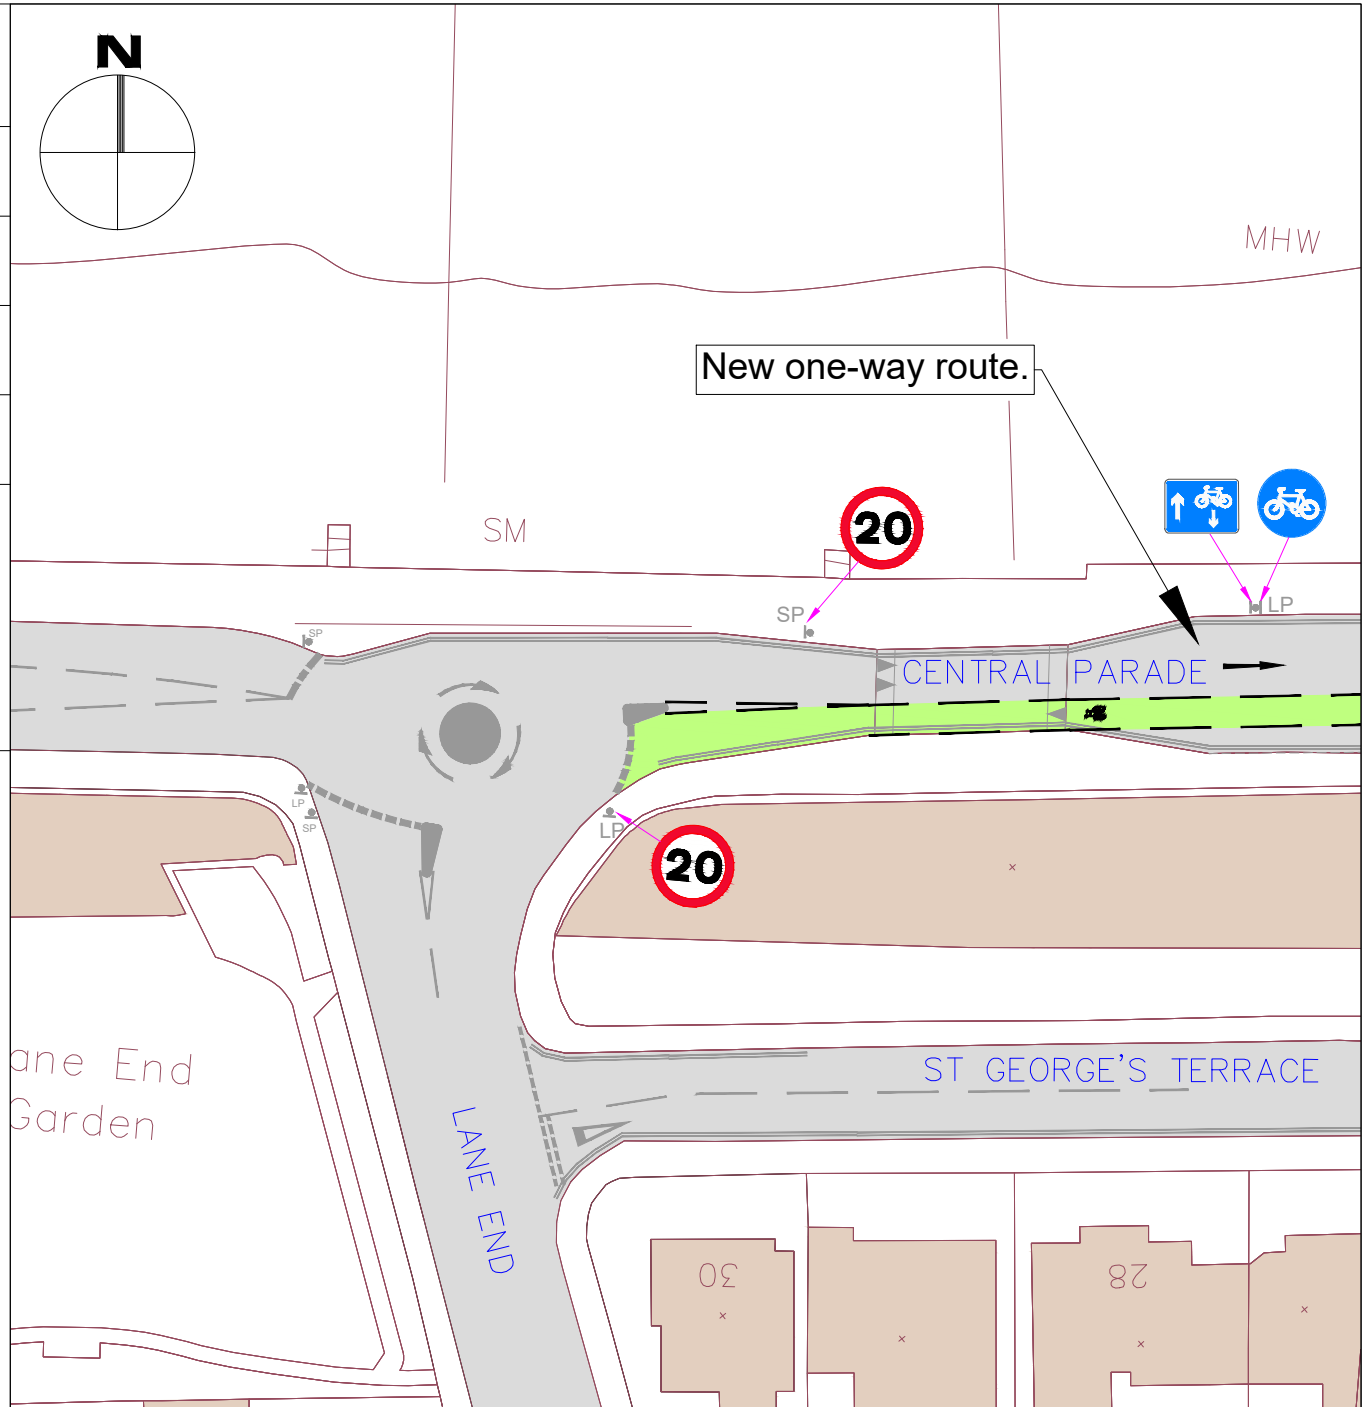 N
MHW
New one-way route.
SM
20
SP
LP
SP
CENTRAL PARADE
LP
SP
LP
20
ane End
Garden
ST GEORGE'S TERRACE
LANE END
30
28